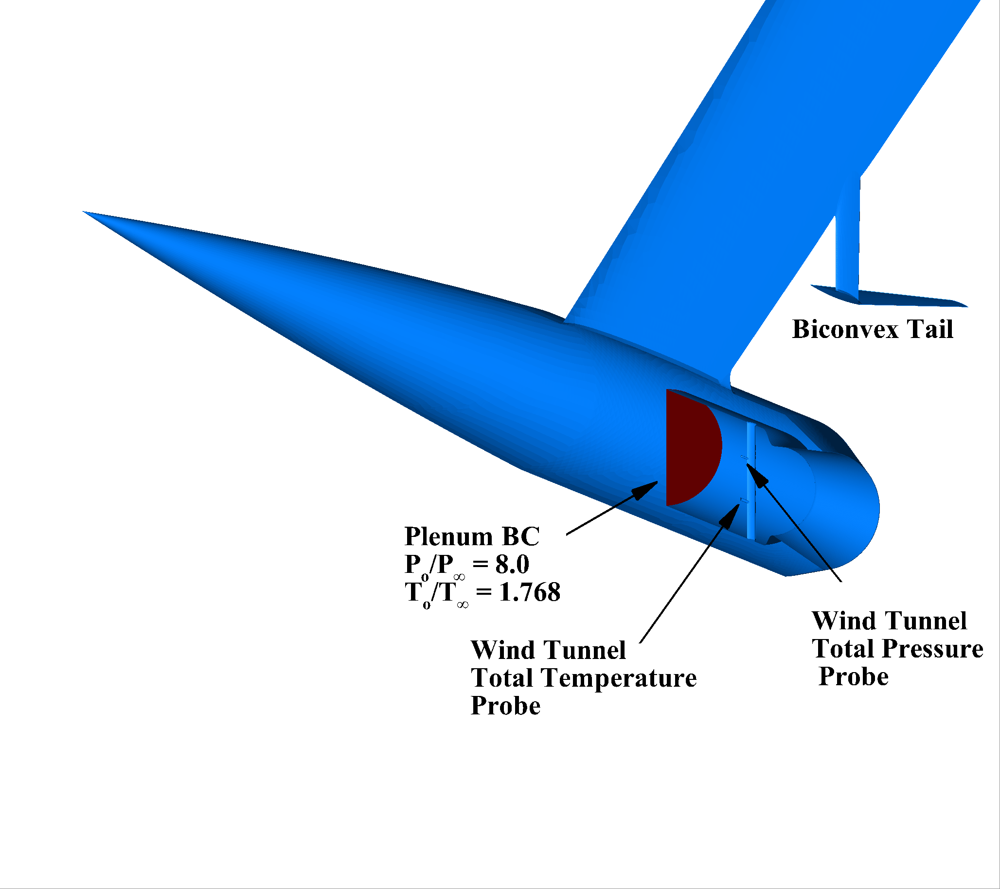 Biconvex Tail
Plenum BC
Po/P∞ = 8.0
To/T∞ = 1.768
Wind Tunnel
Total Temperature
Probe
Wind Tunnel
Total Pressure
Probe